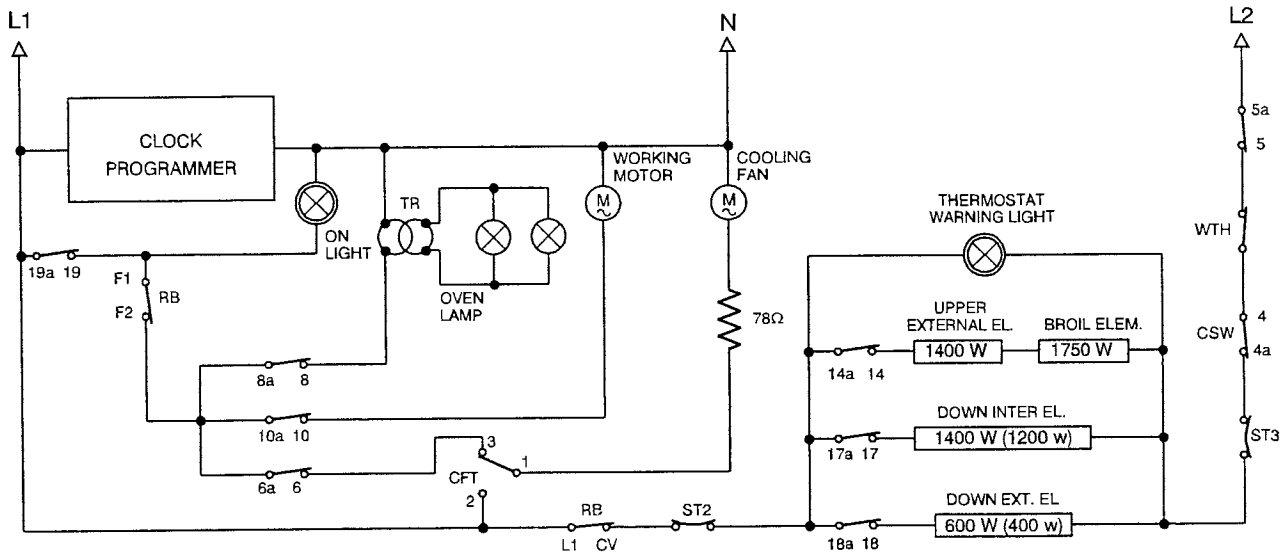 L1
N
L2
CLOCK
PROGRAMMER
WORKING
MOTOR
COOLING
FAN
5a
5
M
~
M
~
TR
ON
LIGHT
THERMOSTAT
WARNING LIGHT
WTH
19a 19
F1
F2
RB
OVEN
LAMP
78Ω
UPPER
EXTERNAL EL.
BROIL ELEM.
1400 W
1750 W
4
CSW
4a
14a 14
8a
8
10a 10
DOWN INTER EL.
1400 W (1200 w)
17a 17
ST3
3
1
CFT
2
6a
6
RB
ST2
L1 CV
DOWN EXT. EL
600 W (400 w)
18a 18